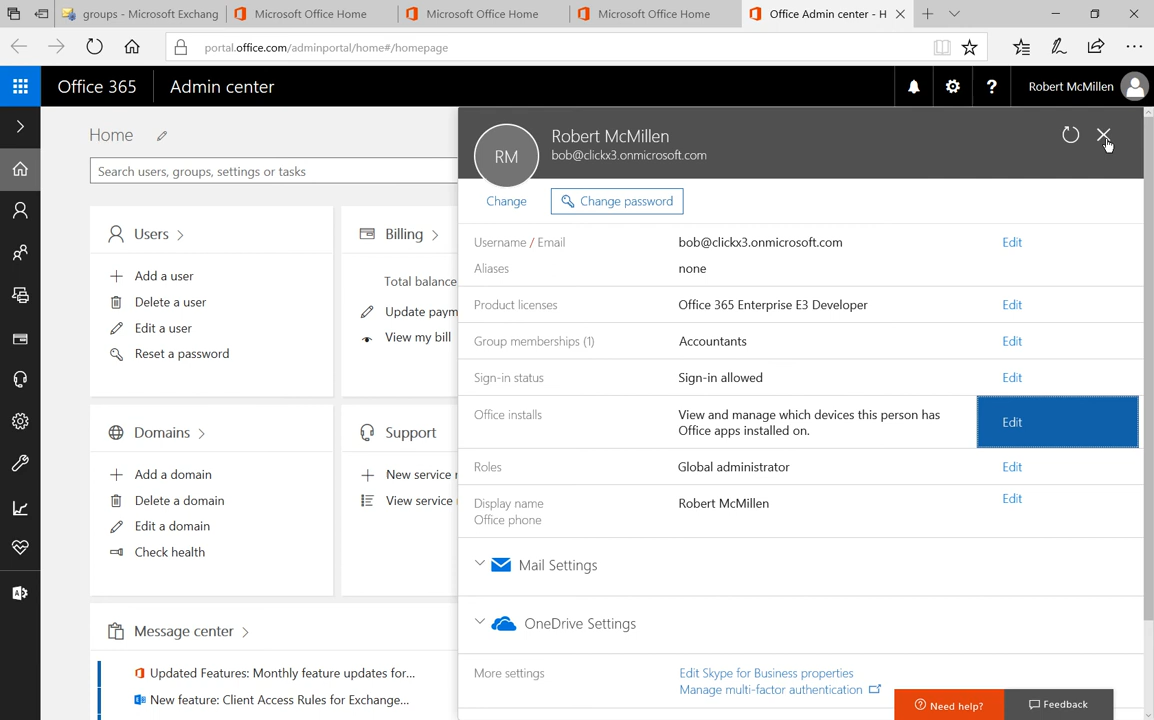 groups - Microsoft Exchang
Microsoft Office Home
Microsoft Office Home
Microsoft Office Home
Office Admin center - H
portal.office.com/adminportal/home#/homepage
Office 365
Admin center
Robert McMillen
Home
Search users, groups, settings or tasks
Users
Add a user
Delete a user
Edit a user
Reset a password
Billing
Total balance
Update paym
View my bill
Domains
Add a domain
Delete a domain
Edit a domain
Check health
Support
New service r
View service r
Message center
Updated Features: Monthly feature updates for...
New feature: Client Access Rules for Exchange...
RM
Robert McMillen
bob@clickx3.onmicrosoft.com
Change
Change password
Username / Email bob@clickx3.onmicrosoft.com Edit
Aliases none
Product licenses Office 365 Enterprise E3 Developer Edit
Group memberships (1) Accountants Edit
Sign-in status Sign-in allowed Edit
Office installs View and manage which devices this person has
Office apps installed on. Edit
Roles Global administrator Edit
Display name Robert McMillen Edit
Office phone
Mail Settings
OneDrive Settings
More settings Edit Skype for Business properties
Manage multi-factor authentication
Need help?
Feedback